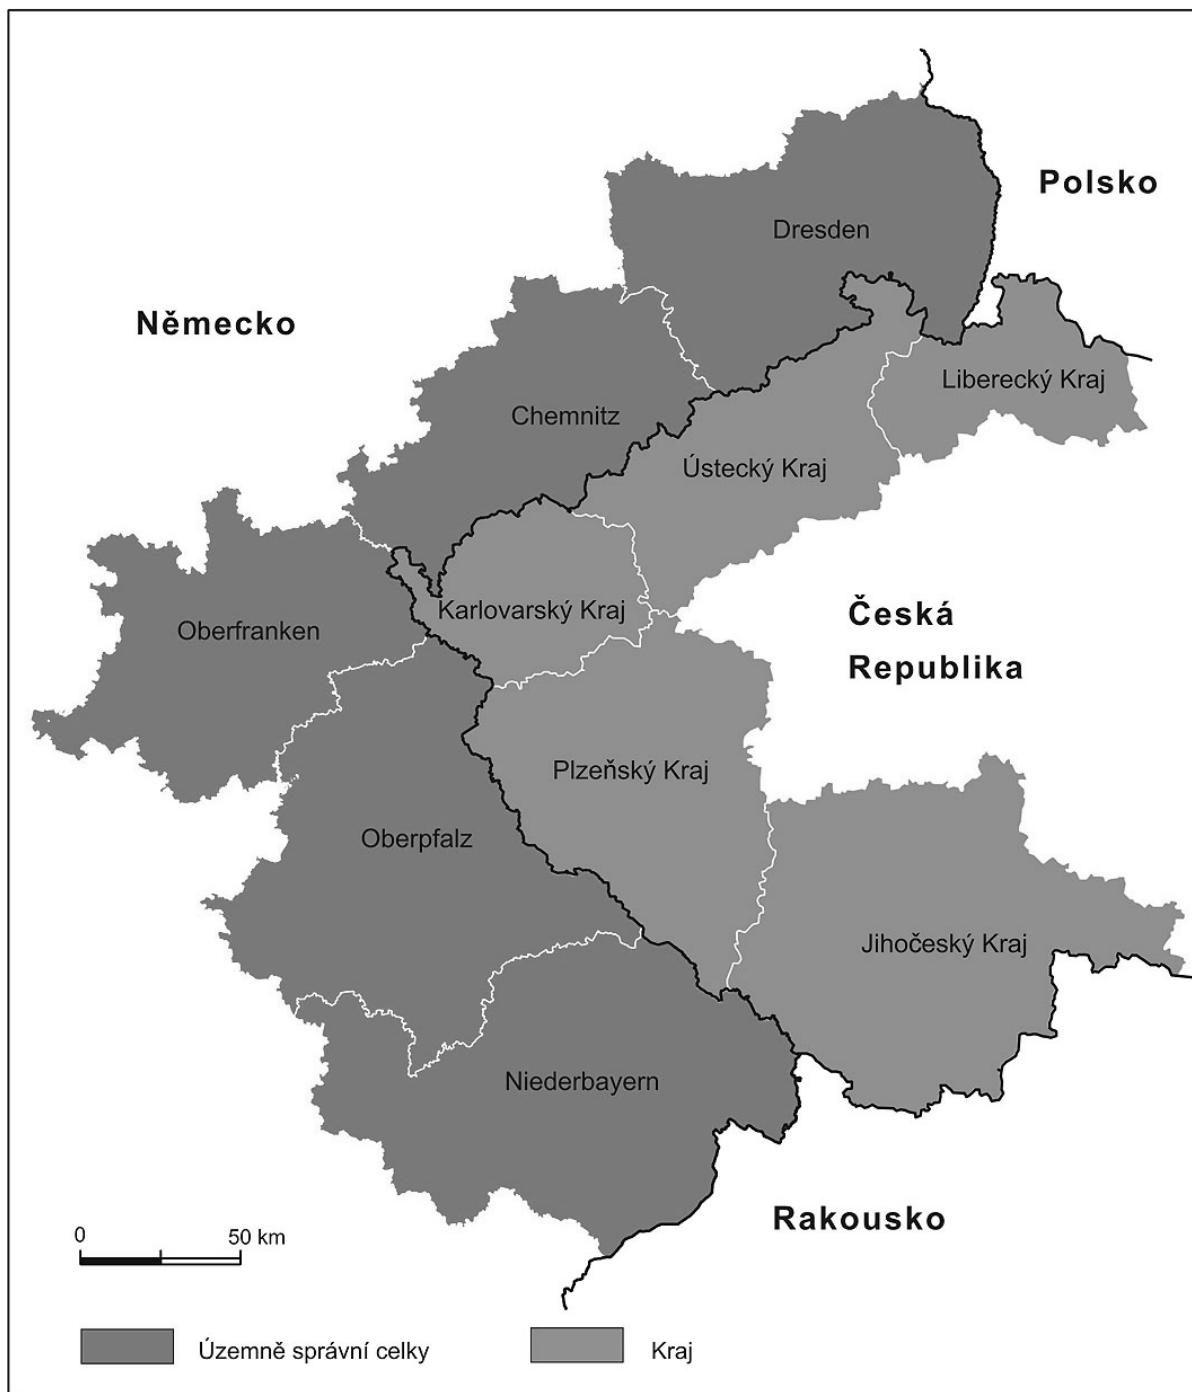 Polsko
Dresden
Německo
Liberecký Kraj
Chemnitz
Ústecký Kraj
Karlovarský Kraj
Česká
Republika
Oberfranken
Plzeňský Kraj
Oberpfalz
Jihočeský Kraj
Niederbayern
Rakousko
0 50 km
Územně správní celky
Kraj